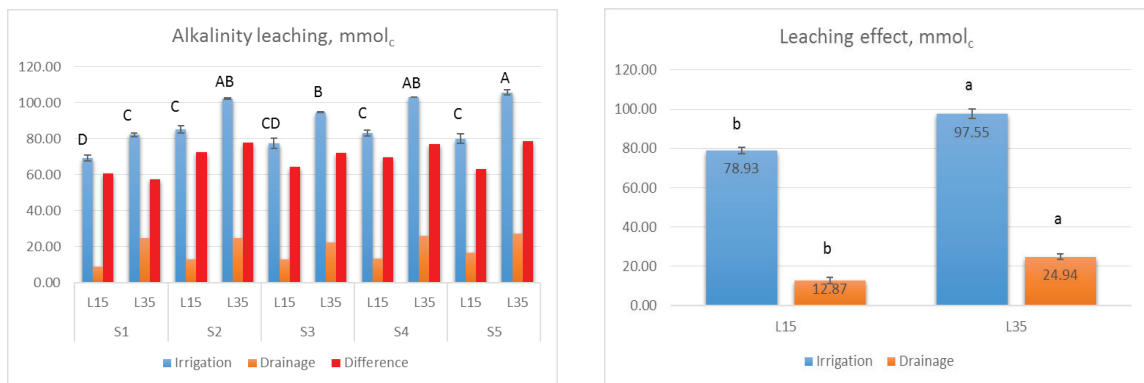 Alkalinity leaching, mmolc
120.00
100.00
80.00
60.00
40.00
20.00
0.00
D
C
C
AB
CD
B
C
AB
C
A
L15 L35 L15 L35 L15 L35 L15 L35 L15 L35
S1 S2 S3 S4 S5
Irrigation Drainage Difference
Leaching effect, mmolc
120.00
100.00
80.00
60.00
40.00
20.00
0.00
b
78.93
b
12.87
a
97.55
a
24.94
L15 L35
Irrigation Drainage